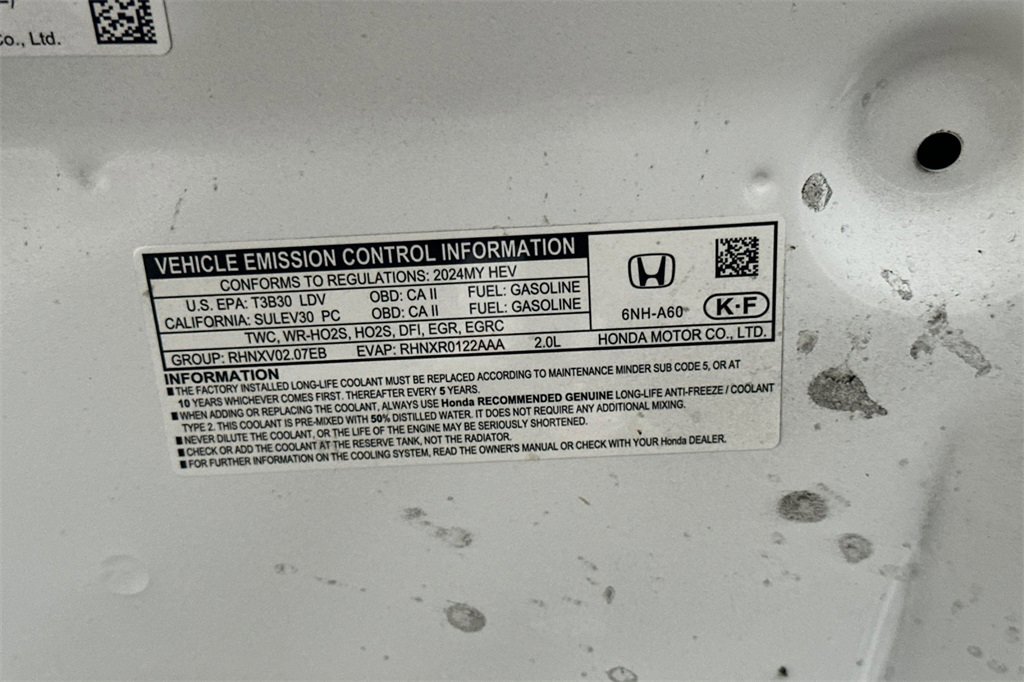 Co., Ltd.
VEHICLE EMISSION CONTROL INFORMATION
CONFORMS TO REGULATIONS: 2024MY HEV
U.S. EPA: T3B30 LDV OBD: CA II FUEL: GASOLINE
CALIFORNIA: SULEV30 PC OBD: CA II FUEL: GASOLINE
TWC, WR-HO2S, HO2S, DFI, EGR, EGRC
GROUP: RHNXV02.07EB EVAP: RHNXR0122AAA 2.0L
6NH-A60 K-F
HONDA MOTOR CO., LTD.
INFORMATION
■ THE FACTORY INSTALLED LONG-LIFE COOLANT MUST BE REPLACED ACCORDING TO MAINTENANCE MINDER SUB CODE 5, OR AT
10 YEARS WHICHEVER COMES FIRST. THEREAFTER EVERY 5 YEARS.
■ WHEN ADDING OR REPLACING THE COOLANT, ALWAYS USE Honda RECOMMENDED GENUINE LONG-LIFE ANTI-FREEZE / COOLANT
TYPE 2. THIS COOLANT IS PRE-MIXED WITH 50% DISTILLED WATER. IT DOES NOT REQUIRE ANY ADDITIONAL MIXING.
■ NEVER DILUTE THE COOLANT, OR THE LIFE OF THE ENGINE MAY BE SERIOUSLY SHORTENED.
■ CHECK OR ADD THE COOLANT AT THE RESERVE TANK, NOT THE RADIATOR.
■ FOR FURTHER INFORMATION ON THE COOLING SYSTEM, READ THE OWNER'S MANUAL OR CHECK WITH YOUR Honda DEALER.